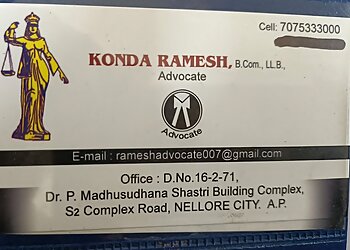 Cell: 7075333000
KONDA RAMESH, B.Com., LL.B.,
Advocate
Advocate
E-mail : rameshadvocate007@gmail.com
Office : D.No.16-2-71,
Dr. P. Madhusudhana Shastri Building Complex,
S2 Complex Road, NELLORE CITY. A.P.